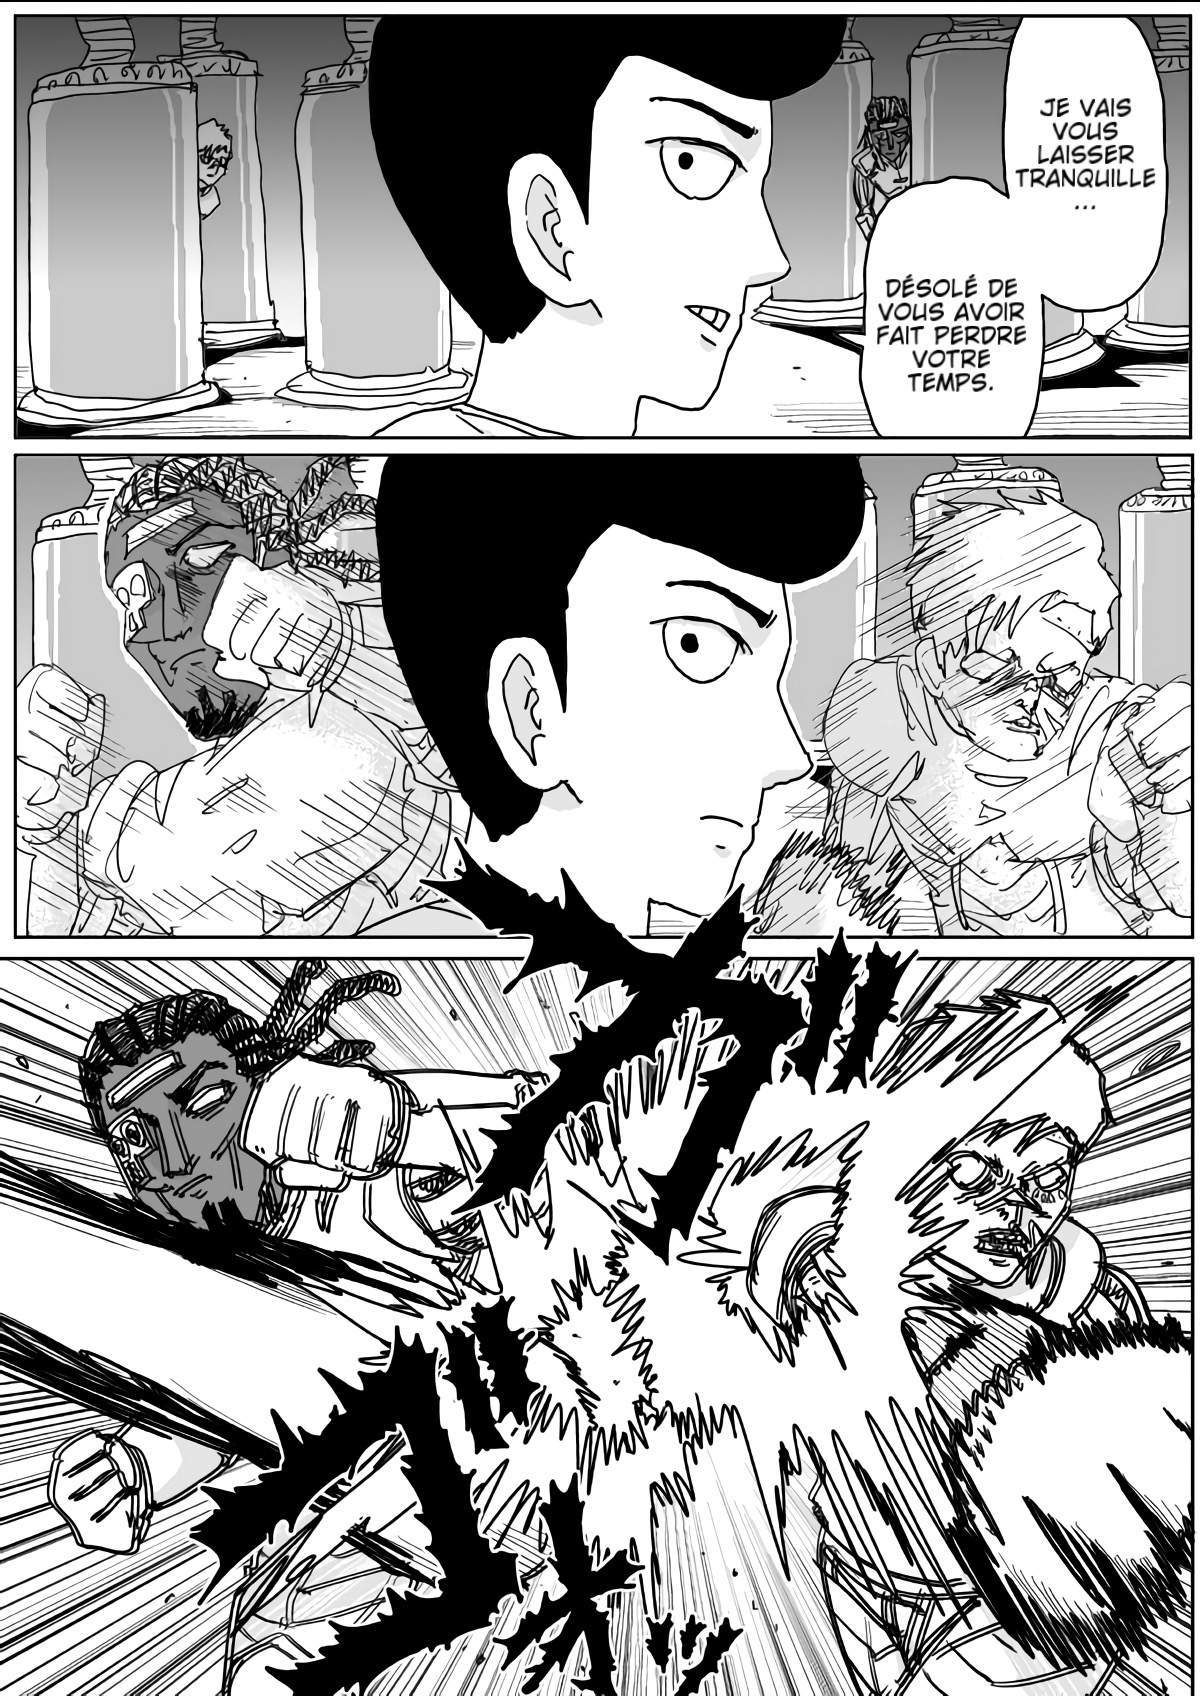 JE VAIS
VOUS
LAISSER
TRANQUILLE
...
DÉSOLÉ DE
VOUS AVOIR
FAIT PERDRE
VOTRE
TEMPS.